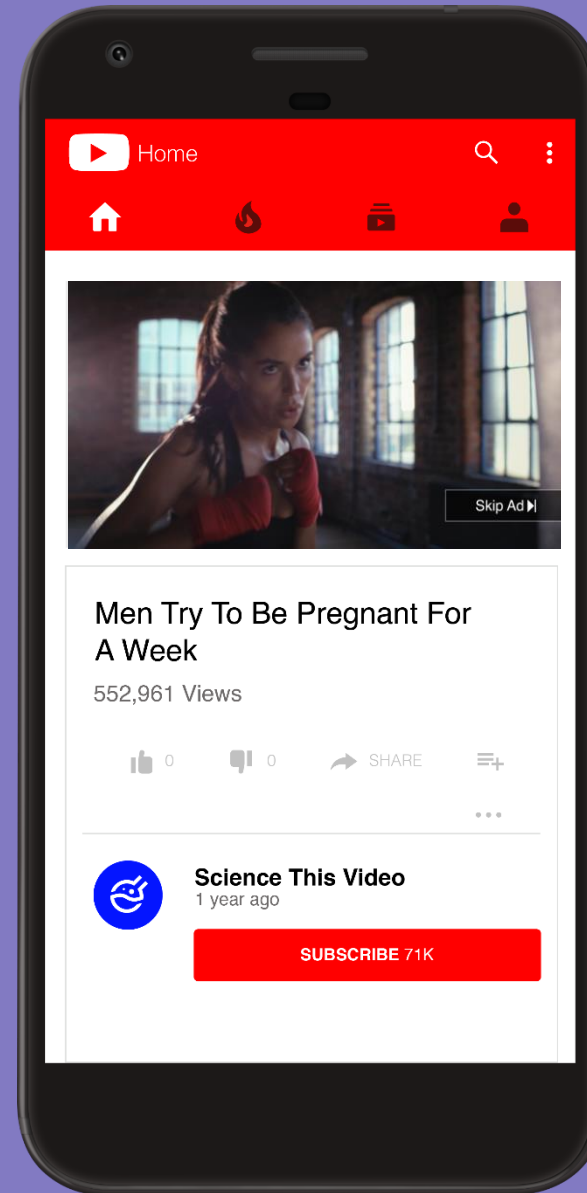 Home
Skip Ad
Men Try To Be Pregnant For
A Week
552,961 Views
0
0
SHARE
Science This Video
1 year ago
SUBSCRIBE 71K